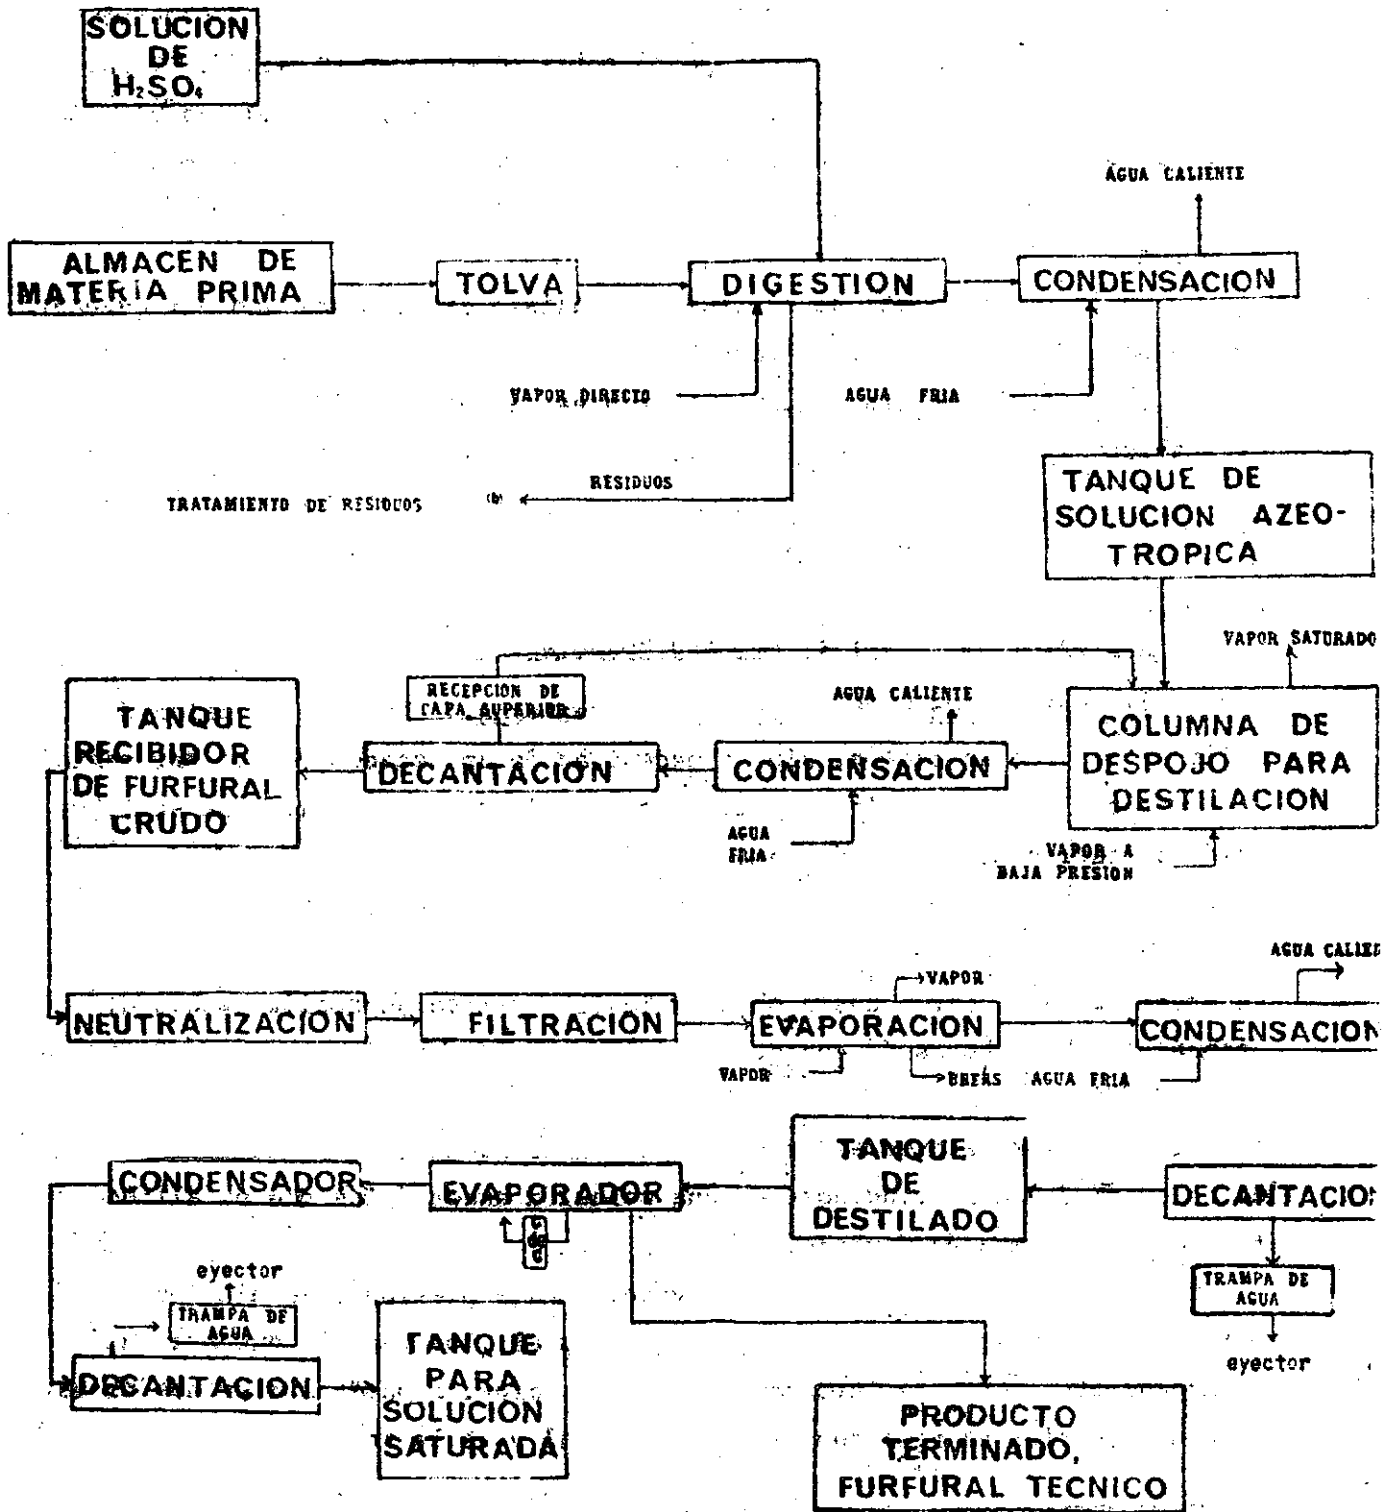 SOLUCION
DE
H₂SO₄
AGUA CALIENTE
ALMACEN DE
MATERIA PRIMA
TOLVA
DIGESTION
CONDENSACION
VAPOR DIRECTO
AGUA FRIA
RESIDUOS
TRATAMIENTO DE RESIDUOS
TANQUE DE
SOLUCION AZEO-
TROPICA
VAPOR SATURADO
RECEPCION DE
CAPA SUPERIOR
AGUA CALIENTE
TANQUE
RECIBIDOR
DE FURFURAL
CRUDO
DECANTACION
CONDENSACION
COLUMNA DE
DESPOJO PARA
DESTILACION
AGUA
FRIA
VAPOR A
BAJA PRESION
AGUA CALIE
VAPOR
NEUTRALIZACION
FILTRACION
EVAPORACION
CONDENSACION
VAPOR
BREAS
AGUA FRIA
CONDENSADOR
EVAPORADOR
TANQUE
DE
DESTILADO
DECANTACION
TRAMPA DE
AGUA
eyector
eyector
TRAMPA DE
AGUA
DECANTACION
TANQUE
PARA
SOLUCION
SATURADA
PRODUCTO
TERMINADO,
FURFURAL TECNICO